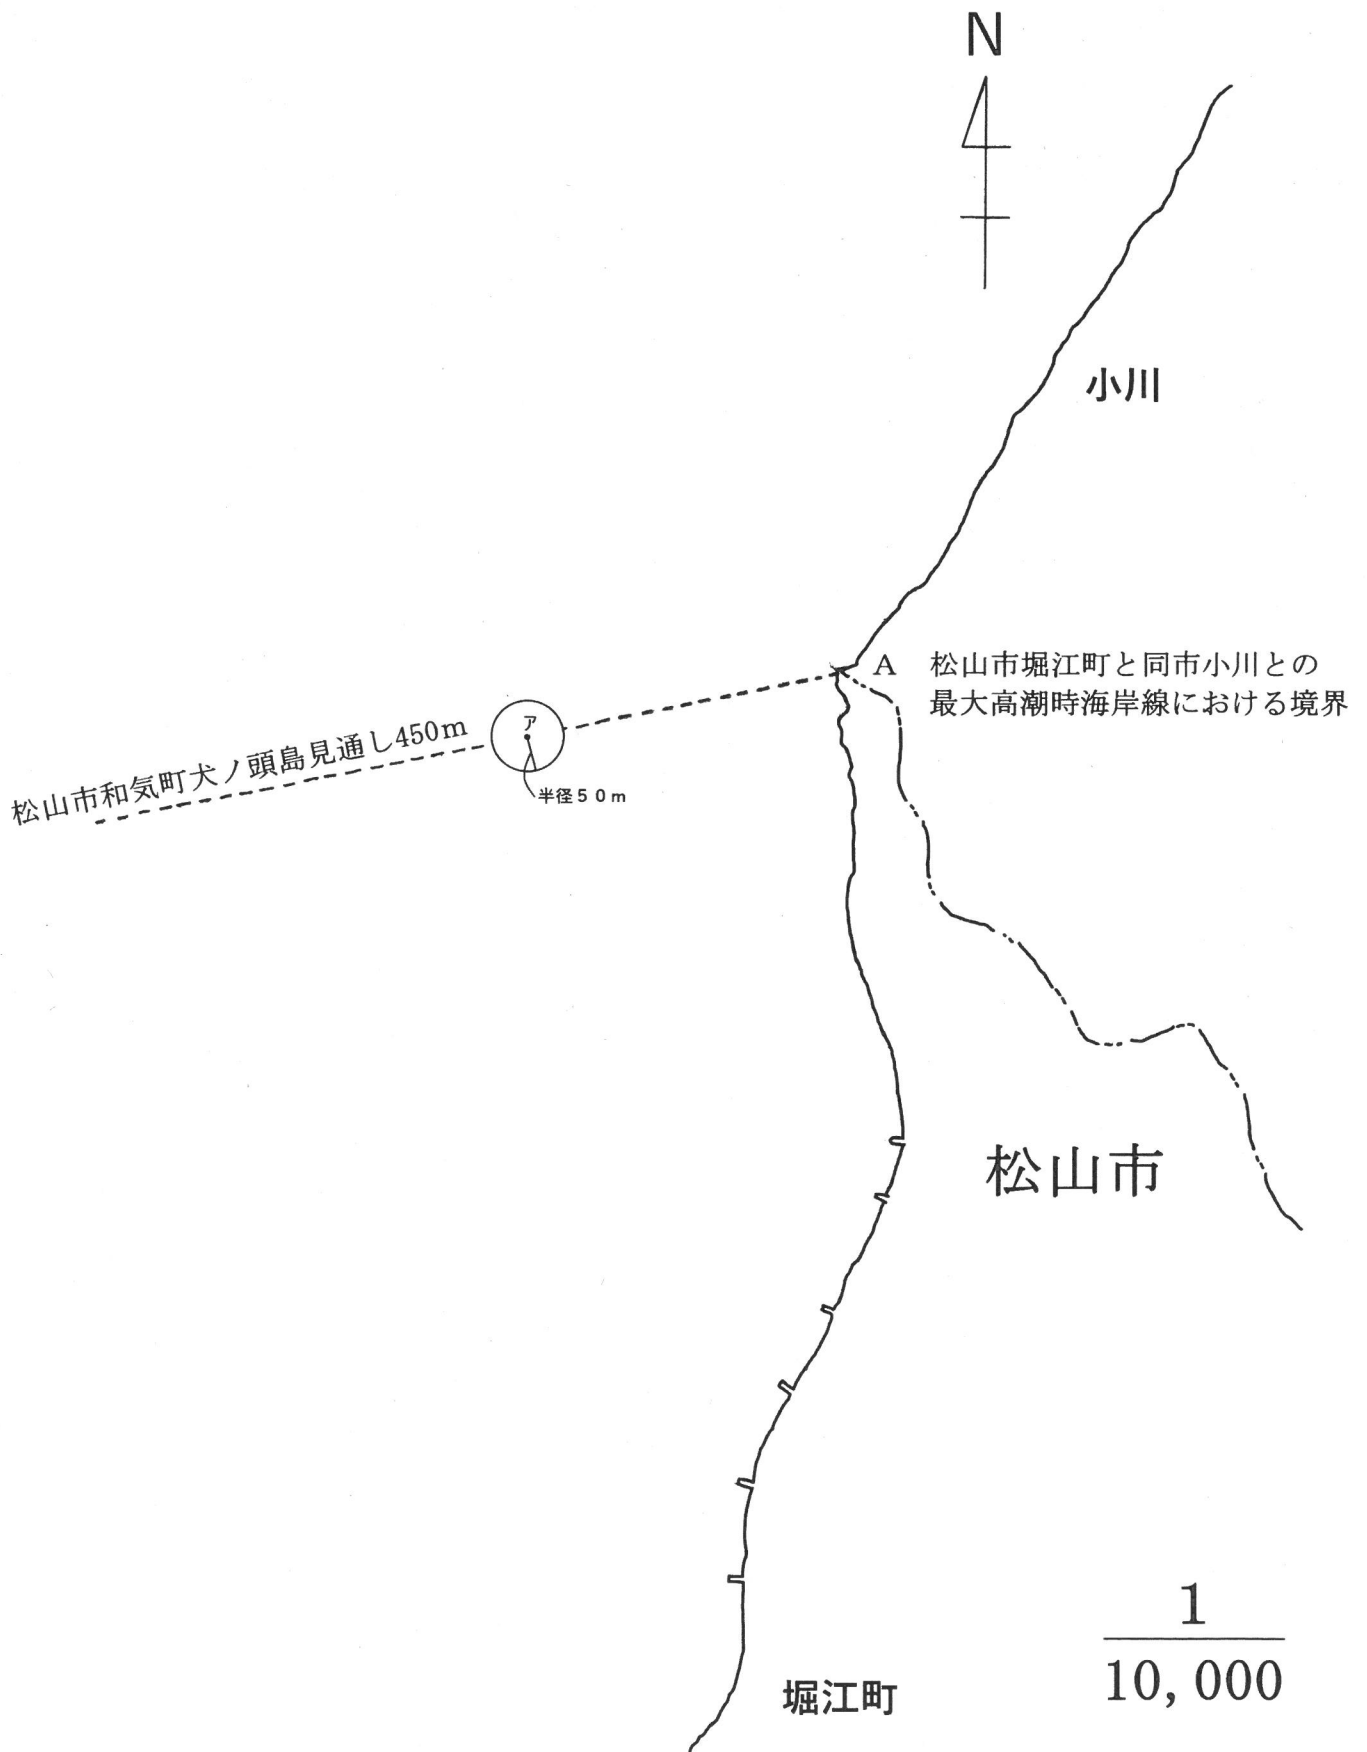 N
小川
A
松山市堀江町と同市小川との
最大高潮時海岸線における境界
松山市和気町犬ノ頭島見通し450m
ア
半径50m
松山市
1
10,000
堀江町